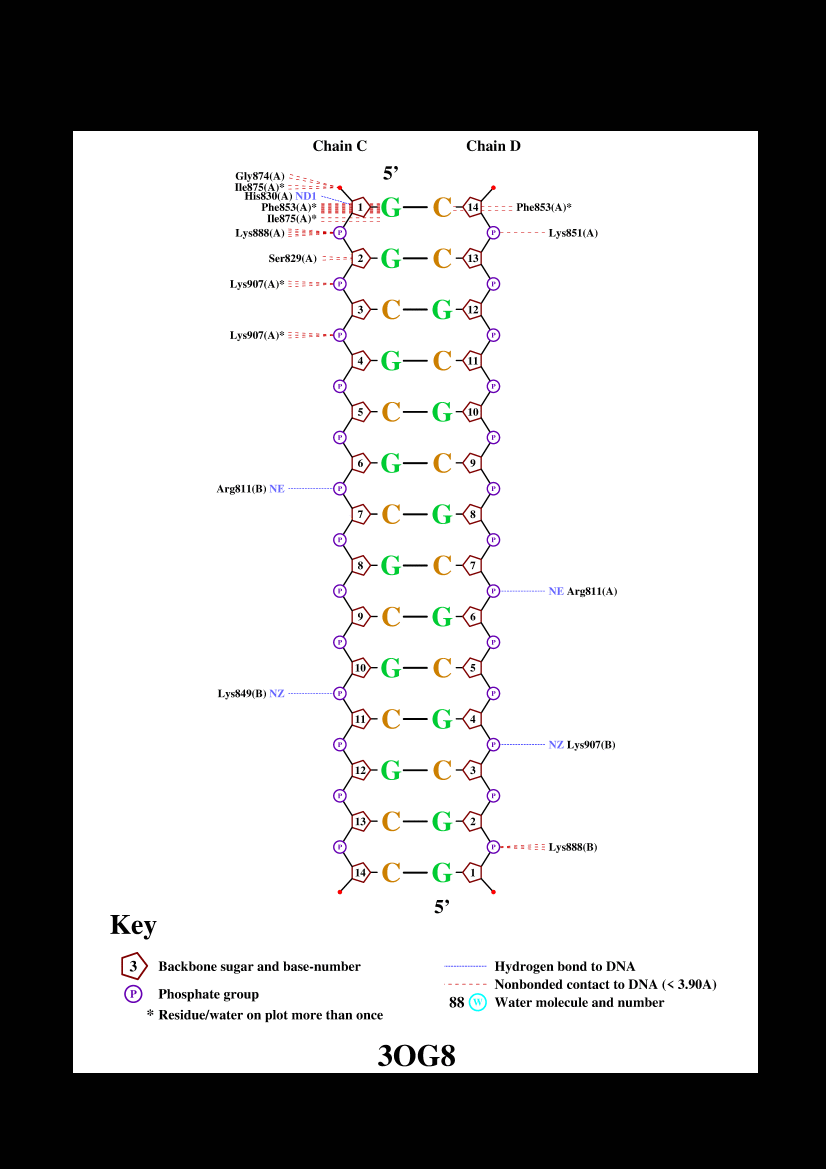 Chain C Chain D
5’
Gly874(A)
Ile875(A)*
His830(A) ND1
Phe853(A)* 1 G C 14 Phe853(A)*
Ile875(A)*
Lys888(A) P P Lys851(A)
Ser829(A) 2 G C 13
Lys907(A)* P P
3 C G 12
Lys907(A)* P P
4 G C 11
P P
5 C G 10
P P
6 G C 9
Arg811(B) NE P P
7 C G 8
P P
8 G C 7
P P NE Arg811(A)
9 C G 6
P P
10 G C 5
Lys849(B) NZ P P
11 C G 4
P P NZ Lys907(B)
12 G C 3
P P
13 C G 2
P P Lys888(B)
14 C G 1
5’
Key
3 Backbone sugar and base-number
P Phosphate group
* Residue/water on plot more than once
Hydrogen bond to DNA
Nonbonded contact to DNA (< 3.90A)
88 W Water molecule and number
3OG8